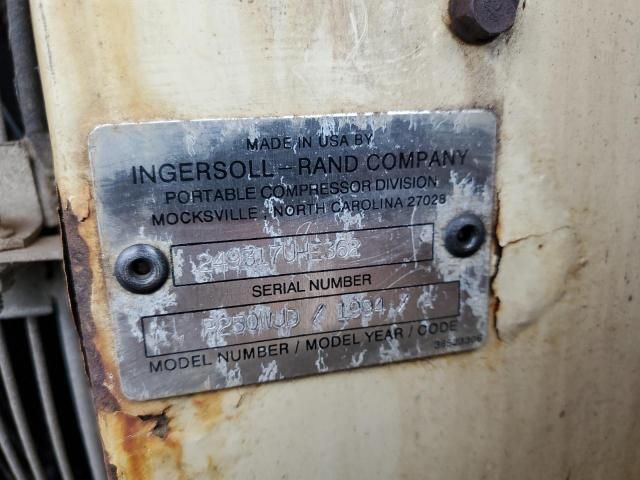 MADE IN USA BY
INGERSOLL-RAND COMPANY
PORTABLE COMPRESSOR DIVISION
MOCKSVILLE, NORTH CAROLINA 27028
SERIAL NUMBER
/ 1994 /
MODEL NUMBER / MODEL YEAR / CODE